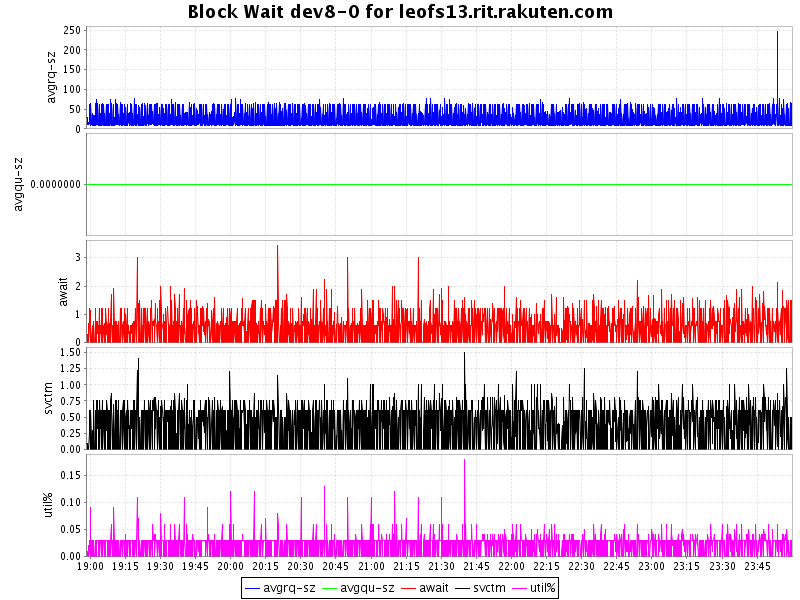 Block Wait dev8-0 for leofs13.rit.rakuten.com
avgrq-sz
250
200
150
100
50
0
avgqu-sz
0.0000000
await
3
2
1
0
svctm
1.50
1.25
1.00
0.75
0.50
0.25
0.00
util%
0.15
0.10
0.05
0.00
19:00 19:15 19:30 19:45 20:00 20:15 20:30 20:45 21:00 21:15 21:30 21:45 22:00 22:15 22:30 22:45 23:00 23:15 23:30 23:45
avgrq-sz avgqu-sz await svctm util%